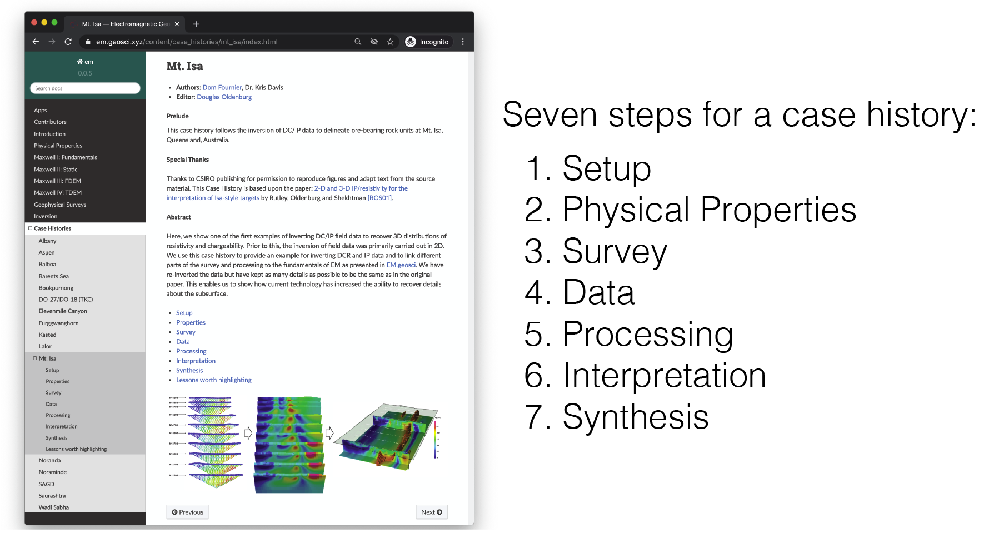 Mt. Isa — Electromagnetic Geo
em.geosci.xyz/content/case_histories/mt_isa/index.html
Incognito
em
0.0.5
Search docs
Apps
Contributors
Introduction
Physical Properties
Maxwell I: Fundamentals
Maxwell II: Static
Maxwell III: FDEM
Maxwell IV: TDEM
Geophysical Surveys
Inversion
Case Histories
Albany
Aspen
Balboa
Barents Sea
Bookpurnong
DO-27/DO-18 (TKC)
Elevenmile Canyon
Furggwanghorn
Kasted
Lalor
Mt. Isa
Setup
Properties
Survey
Data
Processing
Interpretation
Synthesis
Lessons worth highlighting
Noranda
Norsminde
SAGD
Saurashtra
Wadi Sabha
Mt. Isa
• Authors: Dom Fournier, Dr. Kris Davis
• Editor: Douglas Oldenburg
Prelude
This case history follows the inversion of DC/IP data to delineate ore-bearing rock units at Mt. Isa,
Queensland, Australia.
Special Thanks
Thanks to CSIRO publishing for permission to reproduce figures and adapt text from the source
material. This Case History is based upon the paper: 2-D and 3-D IP/resistivity for the
interpretation of Isa-style targets by Rutley, Oldenburg and Shekhtman [ROS01].
Abstract
Here, we show one of the first examples of inverting DC/IP field data to recover 3D distributions of
resistivity and chargeability. Prior to this, the inversion of field data was primarily carried out in 2D.
We use this case history to provide an example for inverting DCR and IP data and to link different
parts of the survey and processing to the fundamentals of EM as presented in EM.geosci. We have
re-inverted the data but have kept as many details as possible to be the same as in the original
paper. This enables us to show how current technology has increased the ability to recover details
about the subsurface.
• Setup
• Properties
• Survey
• Data
• Processing
• Interpretation
• Synthesis
• Lessons worth highlighting
Previous
Next
Seven steps for a case history:
1. Setup
2. Physical Properties
3. Survey
4. Data
5. Processing
6. Interpretation
7. Synthesis